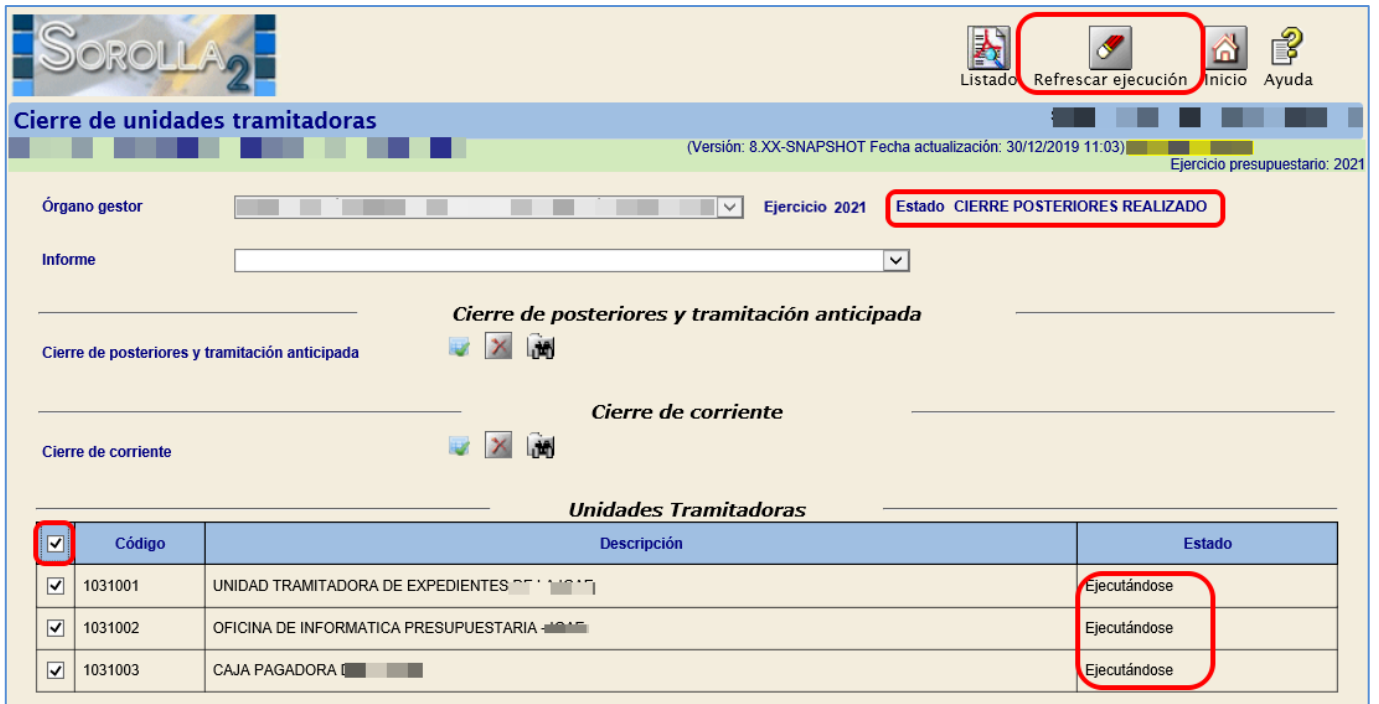 SOROLLA2
Listado Refrescar ejecución Inicio Ayuda
Cierre de unidades tramitadoras
(Versión: 8.XX-SNAPSHOT Fecha actualización: 30/12/2019 11:03)
Ejercicio presupuestario: 2021
Órgano gestor Ejercicio 2021 Estado CIERRE POSTERIORES REALIZADO
Informe
Cierre de posteriores y tramitación anticipada
Cierre de posteriores y tramitación anticipada
Cierre de corriente
Cierre de corriente
Unidades Tramitadoras
Código Descripción Estado
1031001 UNIDAD TRAMITADORA DE EXPEDIENTES Ejecutándose
1031002 OFICINA DE INFORMATICA PRESUPUESTARIA - Ejecutándose
1031003 CAJA PAGADORA Ejecutándose